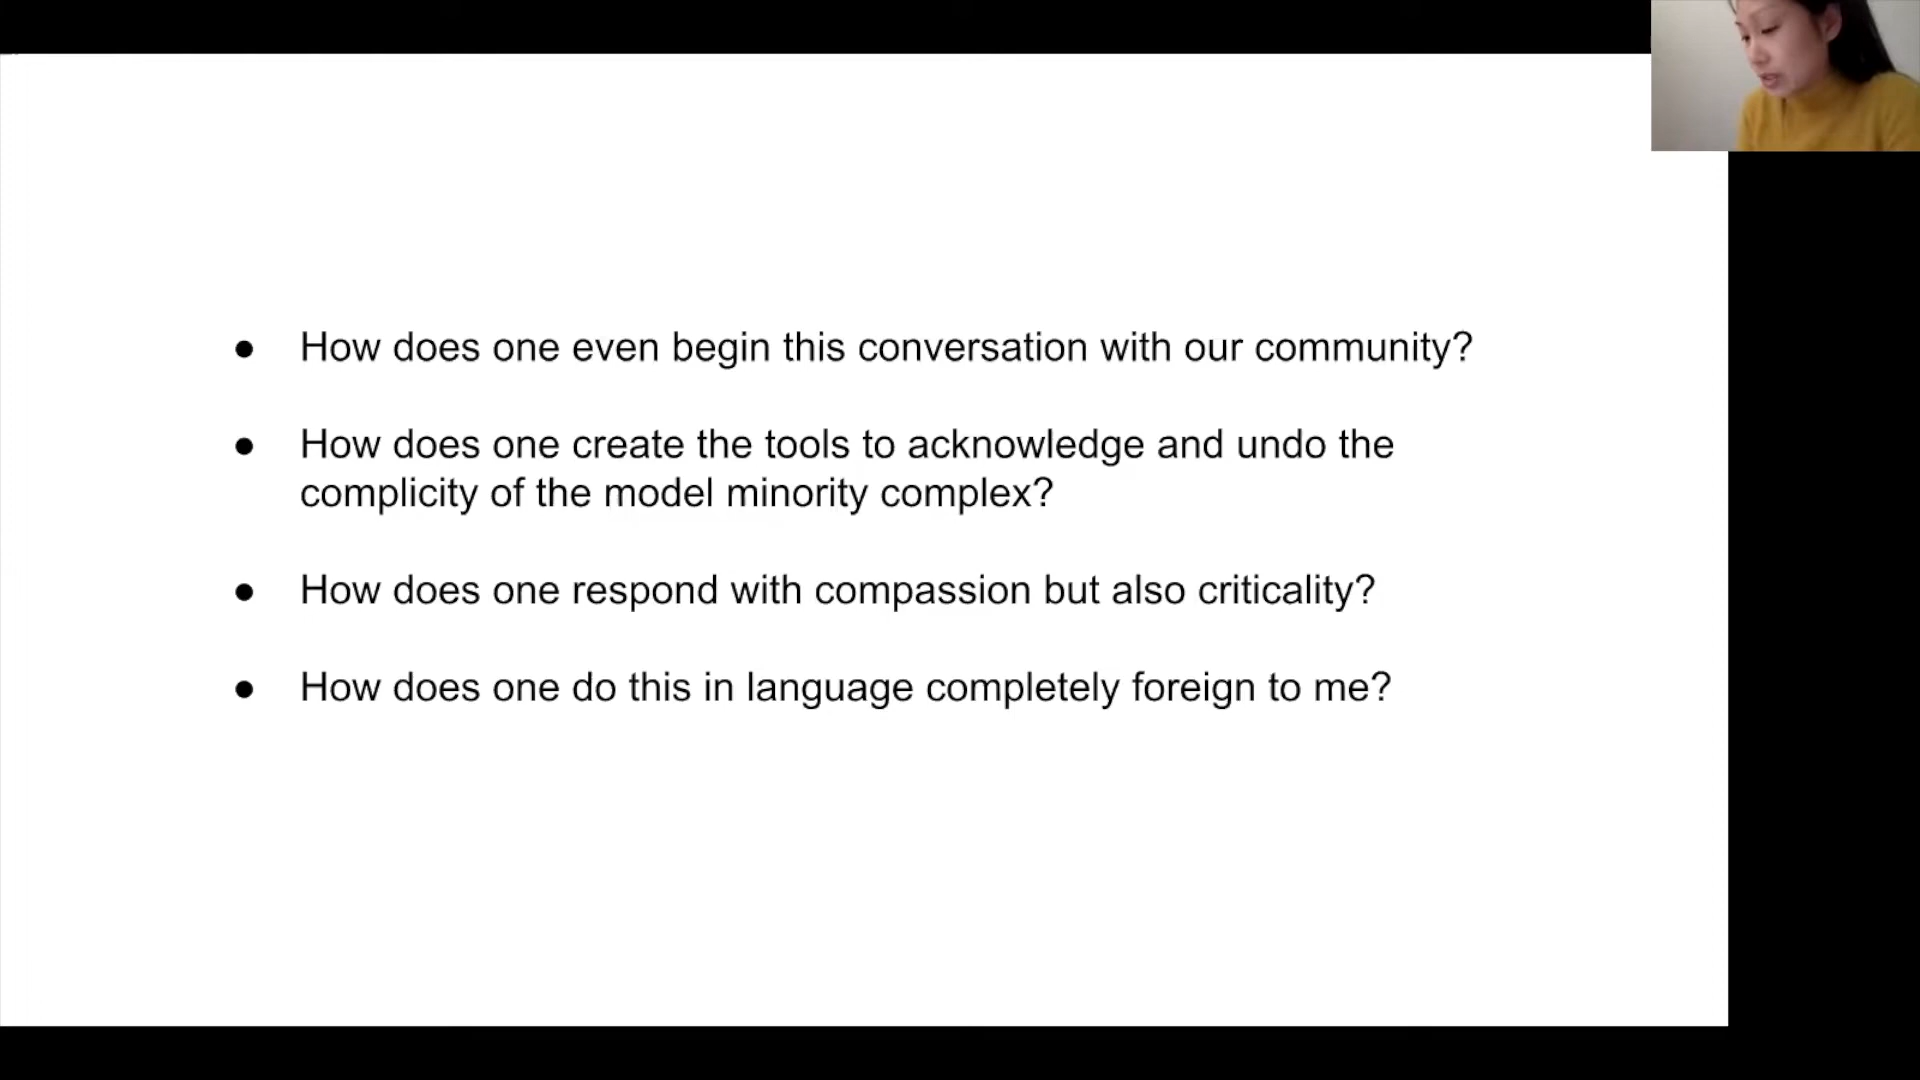 ● How does one even begin this conversation with our community?
● How does one create the tools to acknowledge and undo the
complicity of the model minority complex?
● How does one respond with compassion but also criticality?
● How does one do this in language completely foreign to me?